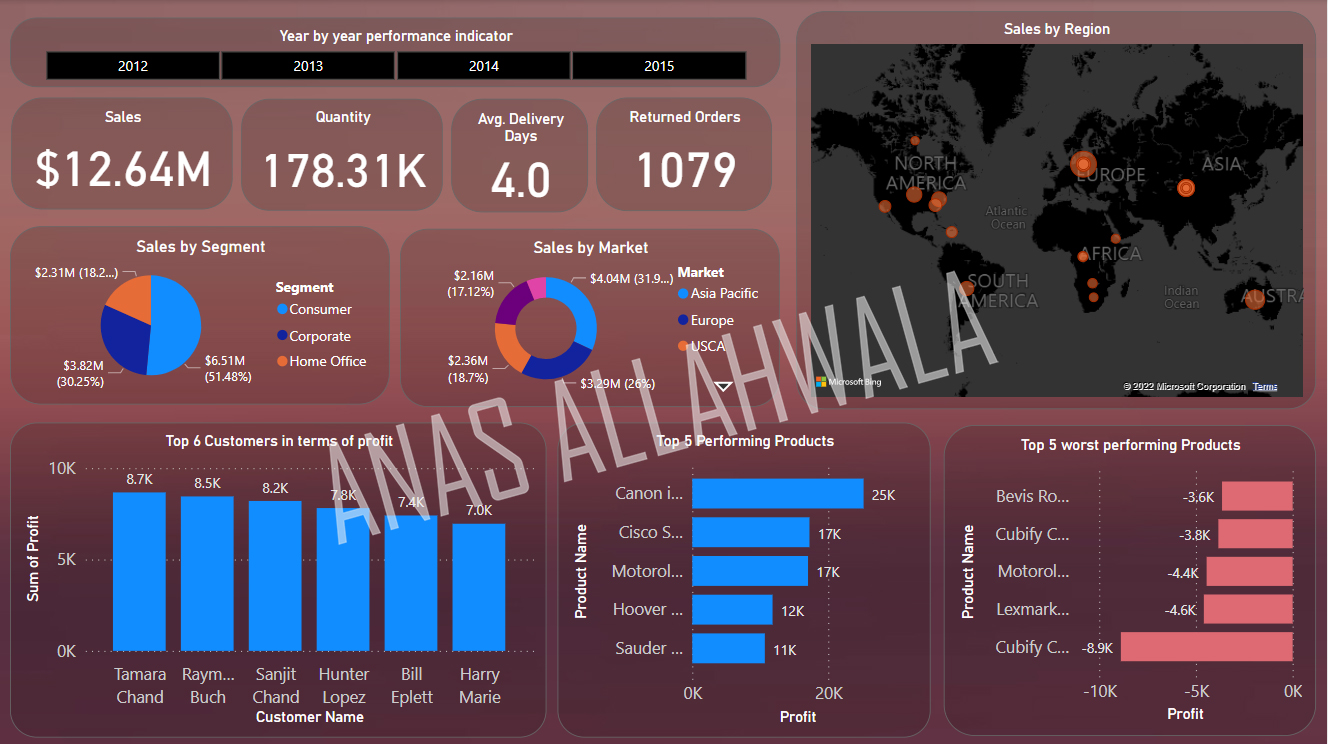 Year by year performance indicator
2012
2013
2014
2015
Sales
$12.64M
Quantity
178.31K
Avg. Delivery
Days
4.0
Returned Orders
1079
Sales by Region
NORTH
AMERICA
EUROPE
ASIA
Atlantic
Ocean
AFRICA
SOUTH
AMERICA
Indian
Ocean
AUSTRA
Microsoft Bing
© 2022 Microsoft Corporation Terms
Sales by Segment
$2.31M (18.2...)
$3.82M
(30.25%)
$6.51M
(51.48%)
Segment
Consumer
Corporate
Home Office
Sales by Market
$2.16M
(17.12%)
$4.04M (31.9...)
$2.36M
(18.7%)
$3.29M (26%)
Market
Asia Pacific
Europe
USCA
ANAS ALLAHWALA
Top 6 Customers in terms of profit
Sum of Profit
10K
5K
0K
8.7K
8.5K
8.2K
7.8K
7.4K
7.0K
Tamara
Chand
Raym...
Buch
Sanjit
Chand
Hunter
Lopez
Bill
Eplett
Harry
Marie
Customer Name
Top 5 Performing Products
Product Name
Canon i... 25K
Cisco S... 17K
Motorol... 17K
Hoover ... 12K
Sauder ... 11K
0K 20K
Profit
Top 5 worst performing Products
Product Name
Bevis Ro... -3.6K
Cubify C... -3.8K
Motorol... -4.4K
Lexmark... -4.6K
Cubify C... -8.9K
-10K -5K 0K
Profit